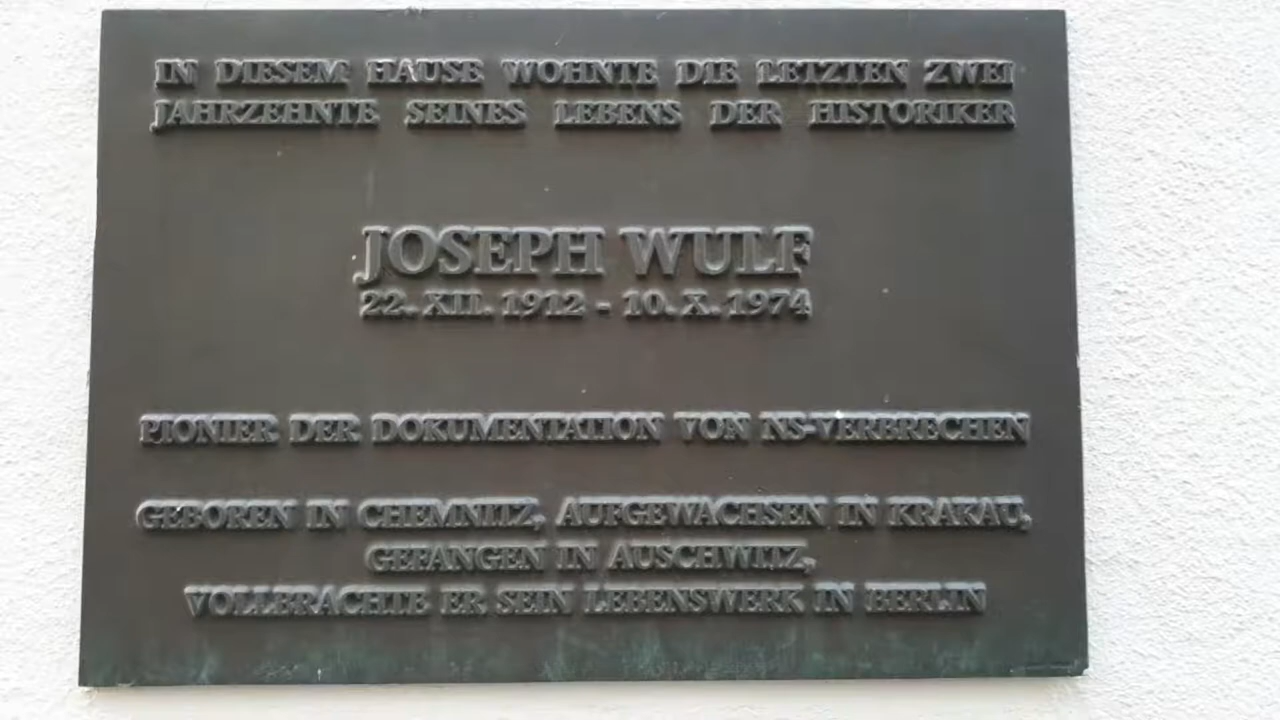 IN DIESEM HAUSE WOHNTE DIE LETZTEN ZWEI
JAHRZEHNTE SEINES LEBENS DER HISTORIKER
JOSEPH WULF
22. XII. 1912 - 10. X. 1974
PIONIER DER DOKUMENTATION VON NS-VERBRECHEN
GEBOREN IN CHEMNITZ, AUFGEWACHSEN IN KRAKAU,
GEFANGEN IN AUSCHWITZ,
VOLLBRACHTE ER SEIN LEBENSWERK IN BERLIN